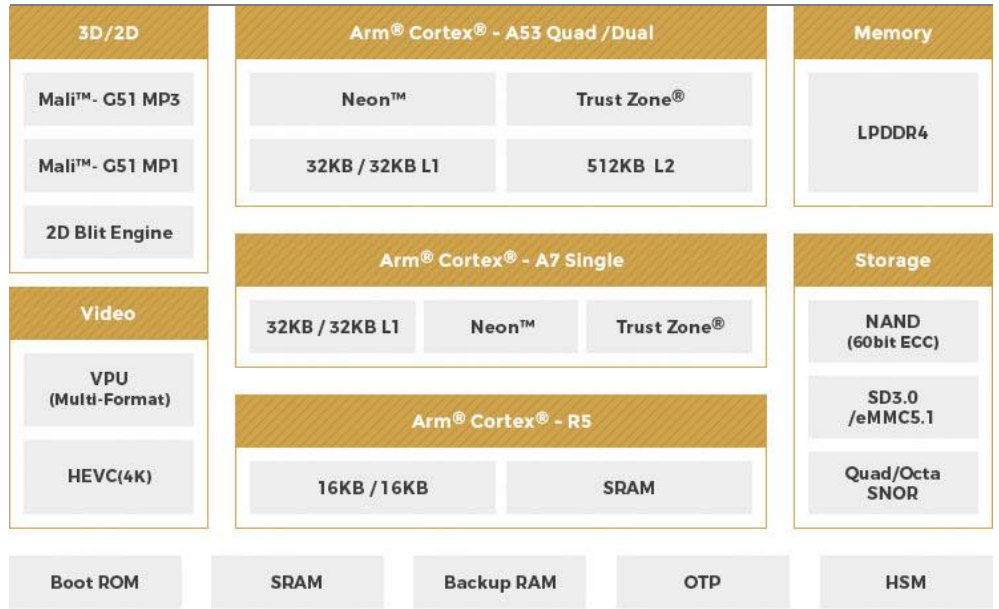 3D/2D
Mali™- G51 MP3
Mali™- G51 MP1
2D Blit Engine
Video
VPU
(Multi-Format)
HEVC(4K)
Arm® Cortex® - A53 Quad /Dual
Neon™
Trust Zone®
32KB / 32KB L1
512KB L2
Arm® Cortex® - A7 Single
32KB / 32KB L1
Neon™
Trust Zone®
Arm® Cortex® - R5
16KB / 16KB
SRAM
Memory
LPDDR4
Storage
NAND
(60bit ECC)
SD3.0
/eMMC5.1
Quad/Octa
SNOR
Boot ROM
SRAM
Backup RAM
OTP
HSM